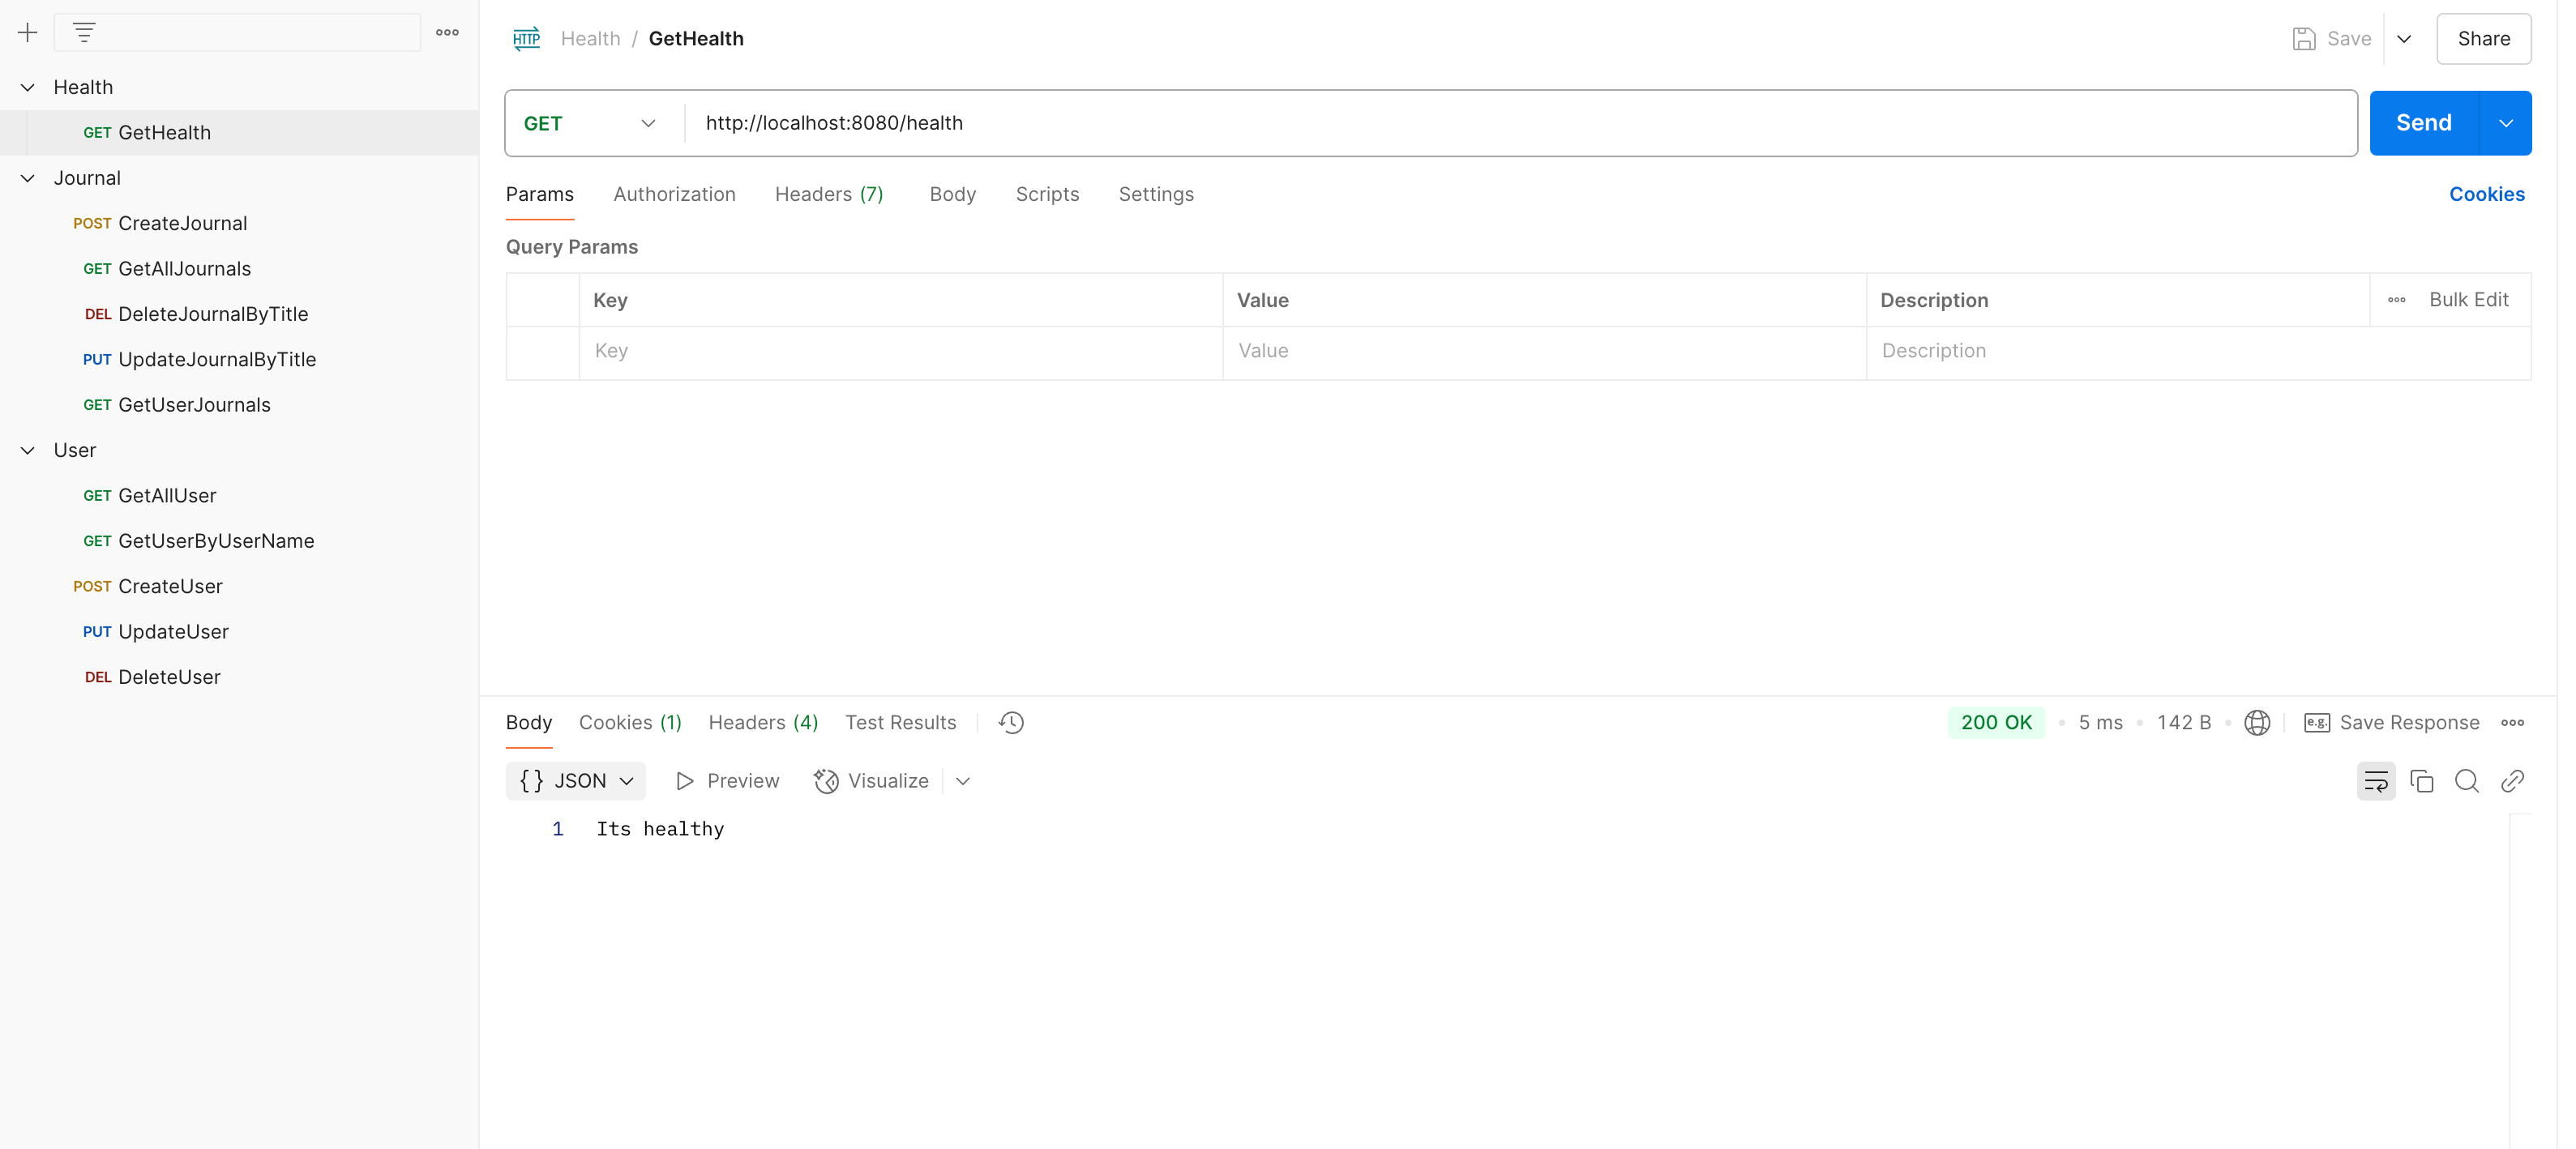 Health
GET GetHealth
Journal
POST CreateJournal
GET GetAllJournals
DEL DeleteJournalByTitle
PUT UpdateJournalByTitle
GET GetUserJournals
User
GET GetAllUser
GET GetUserByUserName
POST CreateUser
PUT UpdateUser
DEL DeleteUser
HTTP Health / GetHealth
Save
Share
GET http://localhost:8080/health
Send
Params Authorization Headers (7) Body Scripts Settings
Cookies
Query Params
Key Value Description Bulk Edit
Key Value Description
Body Cookies (1) Headers (4) Test Results
200 OK • 5 ms • 142 B • e.g. Save Response
{} JSON Preview Visualize
1 Its healthy